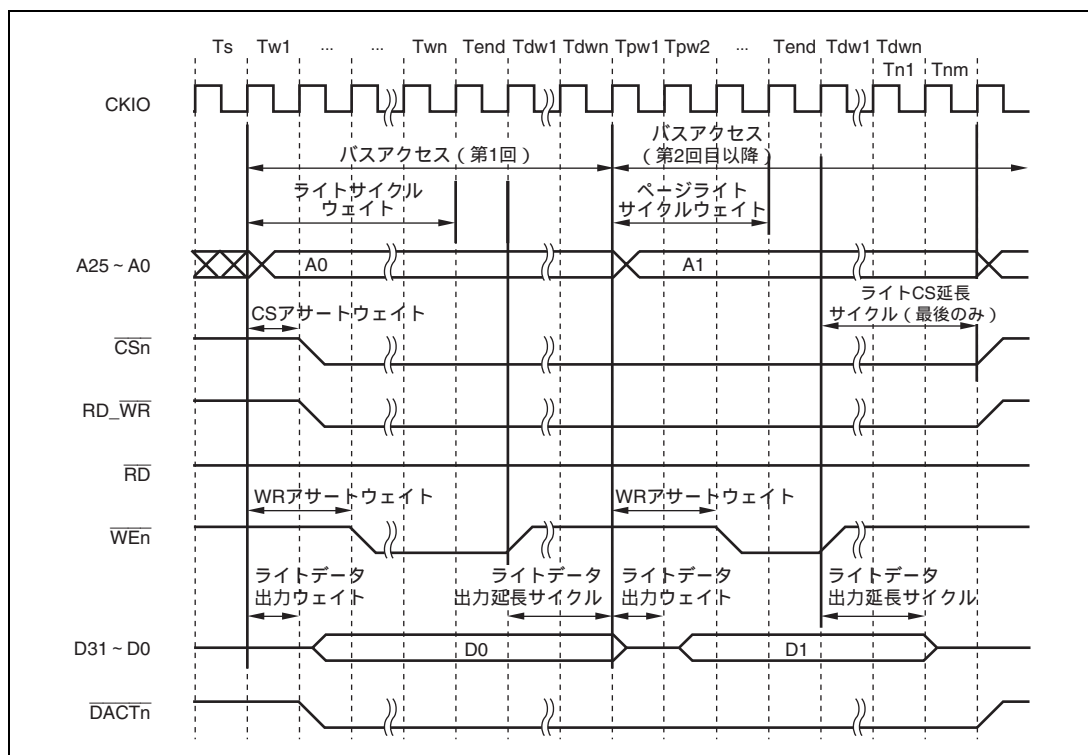 Ts Tw1 ... ... Twn Tend Tdw1 Tdwn Tpw1 Tpw2 ... Tend Tdw1 Tdwn
Tn1 Tnm
CKIO
バスアクセス(第1回)
バスアクセス
(第2回目以降)
ライトサイクル
ウェイト
ページライト
サイクルウェイト
A25~A0
A0
A1
CSアサートウェイト
ライトCS延長
サイクル(最後のみ)
CSn
RD_WR
RD
WRアサートウェイト
WRアサートウェイト
WEn
ライトデータ
出力ウェイト
ライトデータ
出力延長サイクル
ライトデータ
出力ウェイト
ライトデータ
出力延長サイクル
D31~D0
D0
D1
DACTn